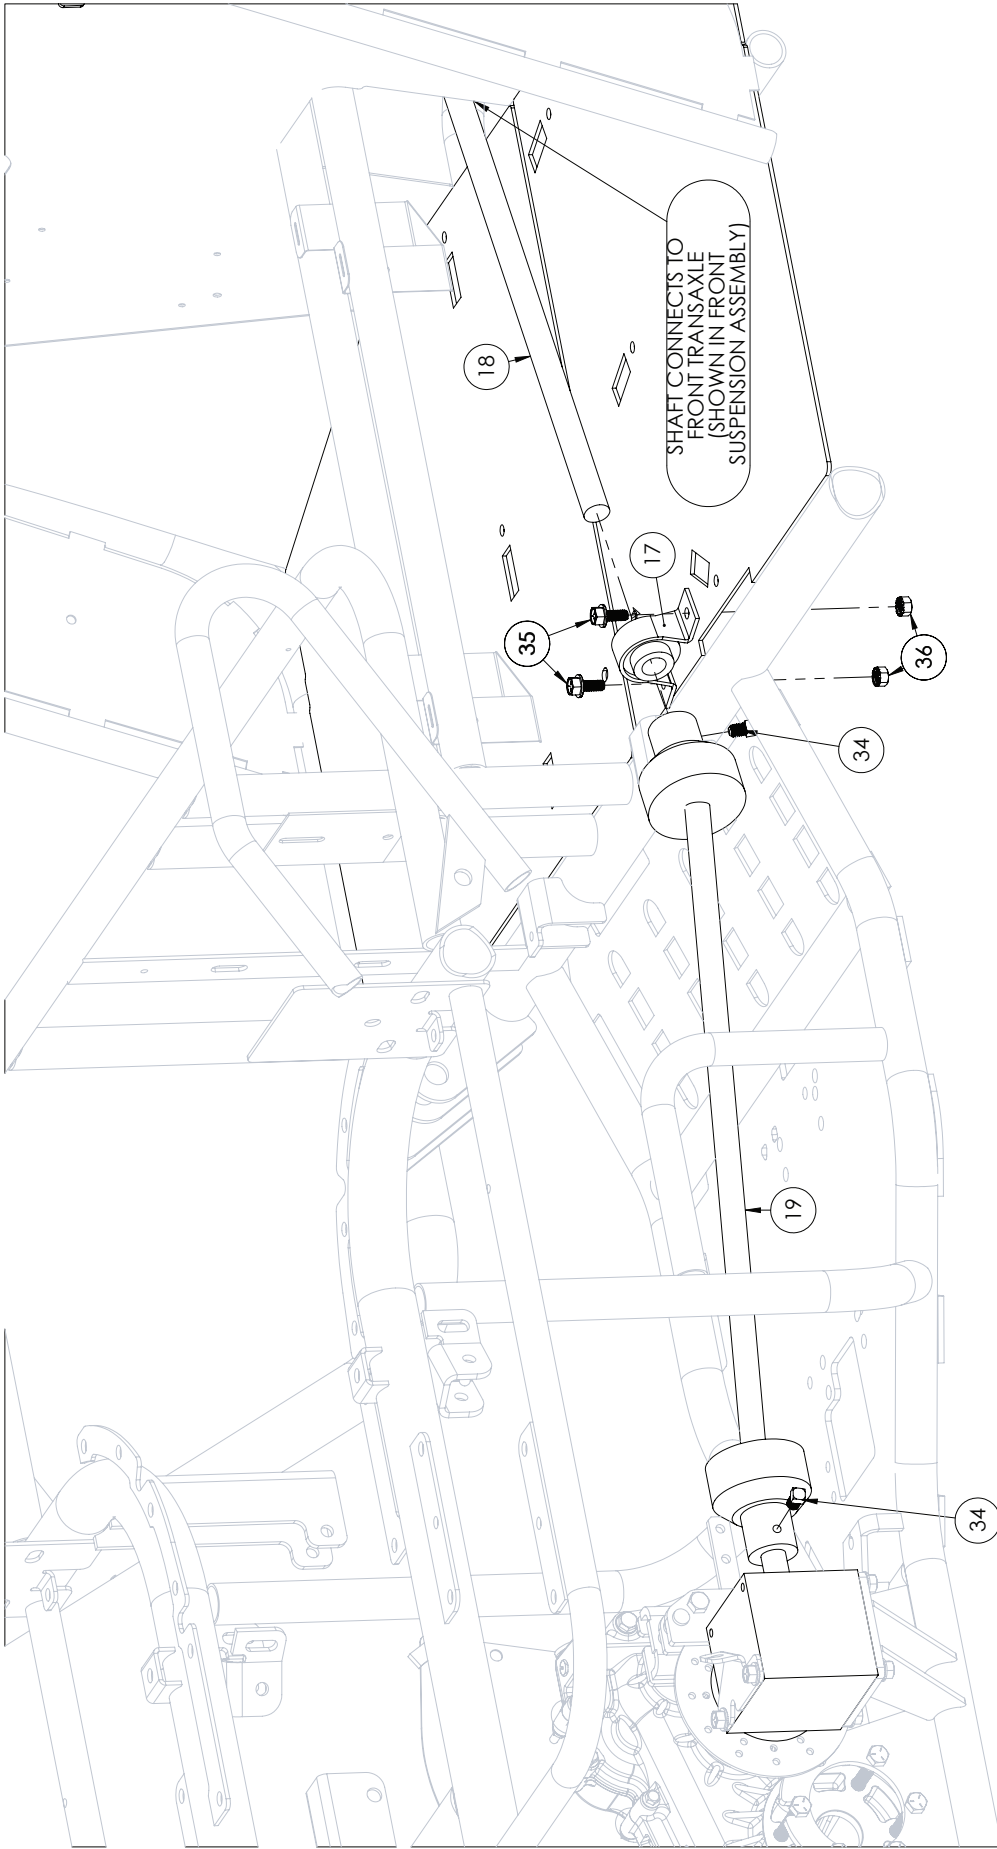 SHAFT CONNECTS TO
FRONT TRANSAXLE
(SHOWN IN FRONT
SUSPENSION ASSEMBLY)
18
17
35
36
34
19
34